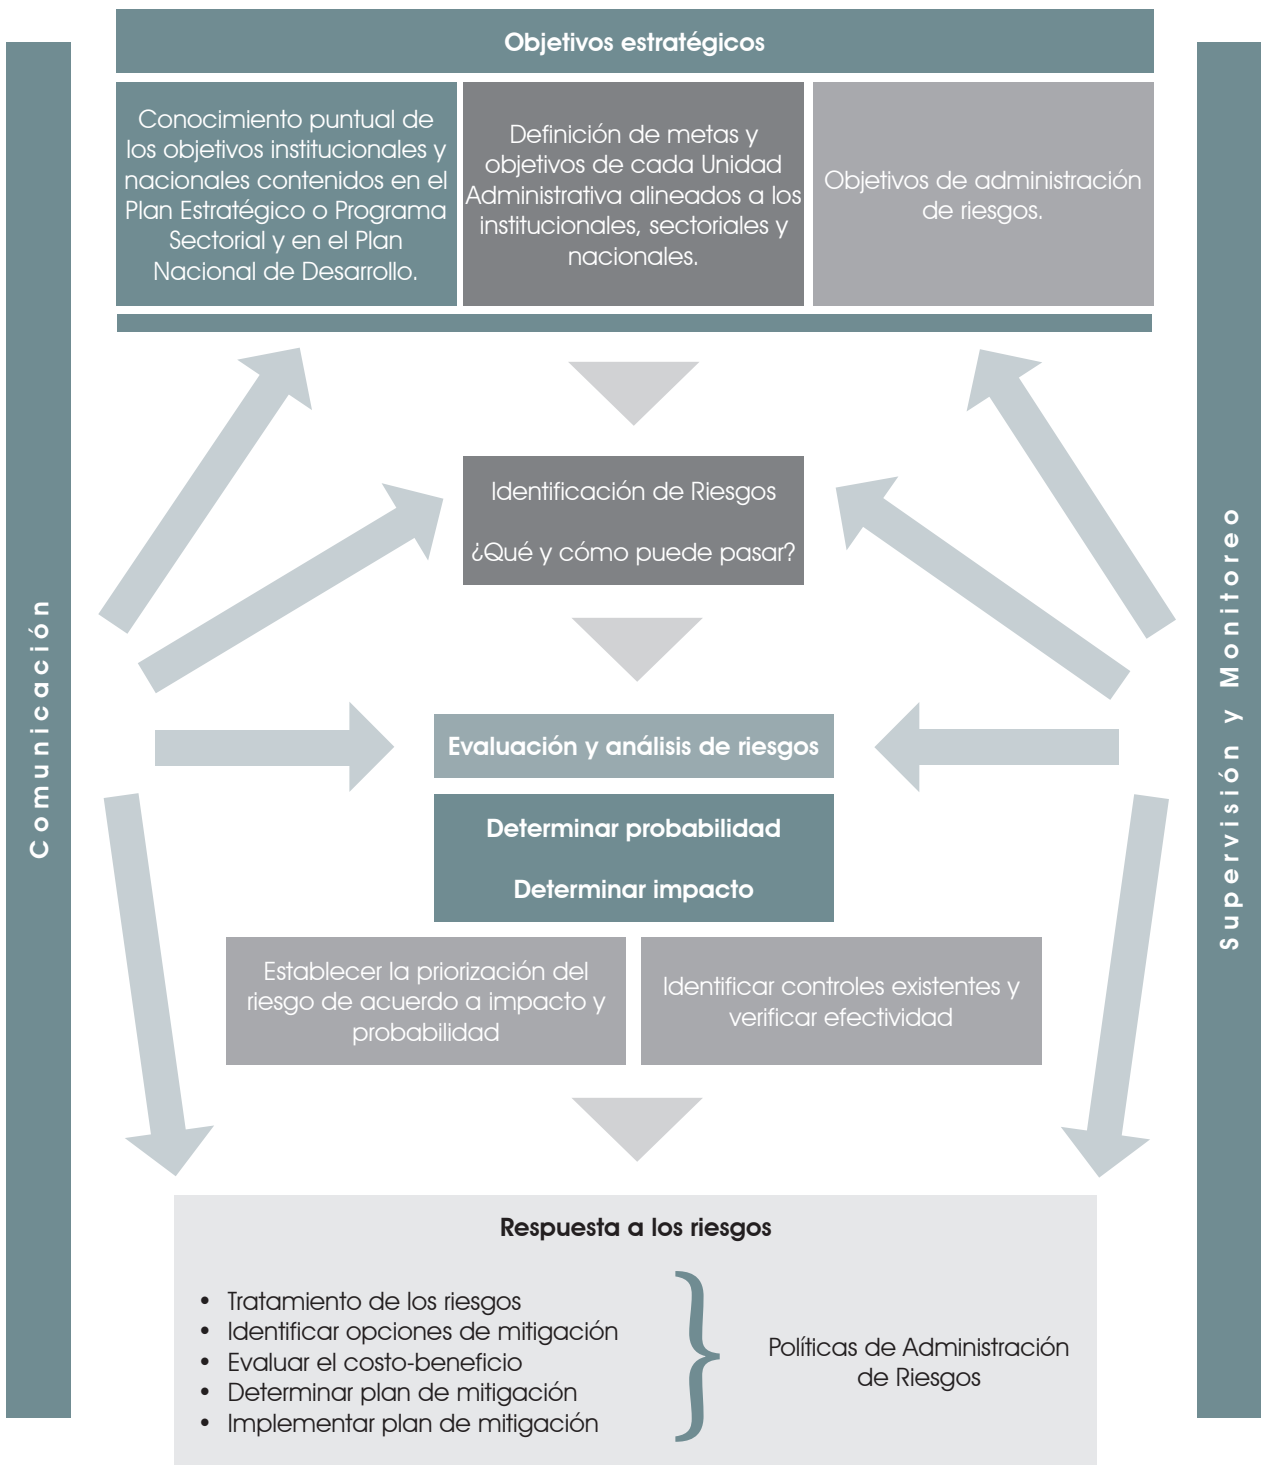 Objetivos estratégicos
Conocimiento puntual de
los objetivos institucionales y
nacionales contenidos en el
Plan Estratégico o Programa
Sectorial y en el Plan
Nacional de Desarrollo.
Definición de metas y
objetivos de cada Unidad
Administrativa alineados a los
institucionales, sectoriales y
nacionales.
Objetivos de administración
de riesgos.
Comunicación
Identificación de Riesgos
¿Qué y cómo puede pasar?
Evaluación y análisis de riesgos
Determinar probabilidad
Determinar impacto
Establecer la priorización del
riesgo de acuerdo a impacto y
probabilidad
Identificar controles existentes y
verificar efectividad
Supervisión y Monitoreo
Respuesta a los riesgos
• Tratamiento de los riesgos
• Identificar opciones de mitigación
• Evaluar el costo-beneficio
• Determinar plan de mitigación
• Implementar plan de mitigación
}
Políticas de Administración
de Riesgos